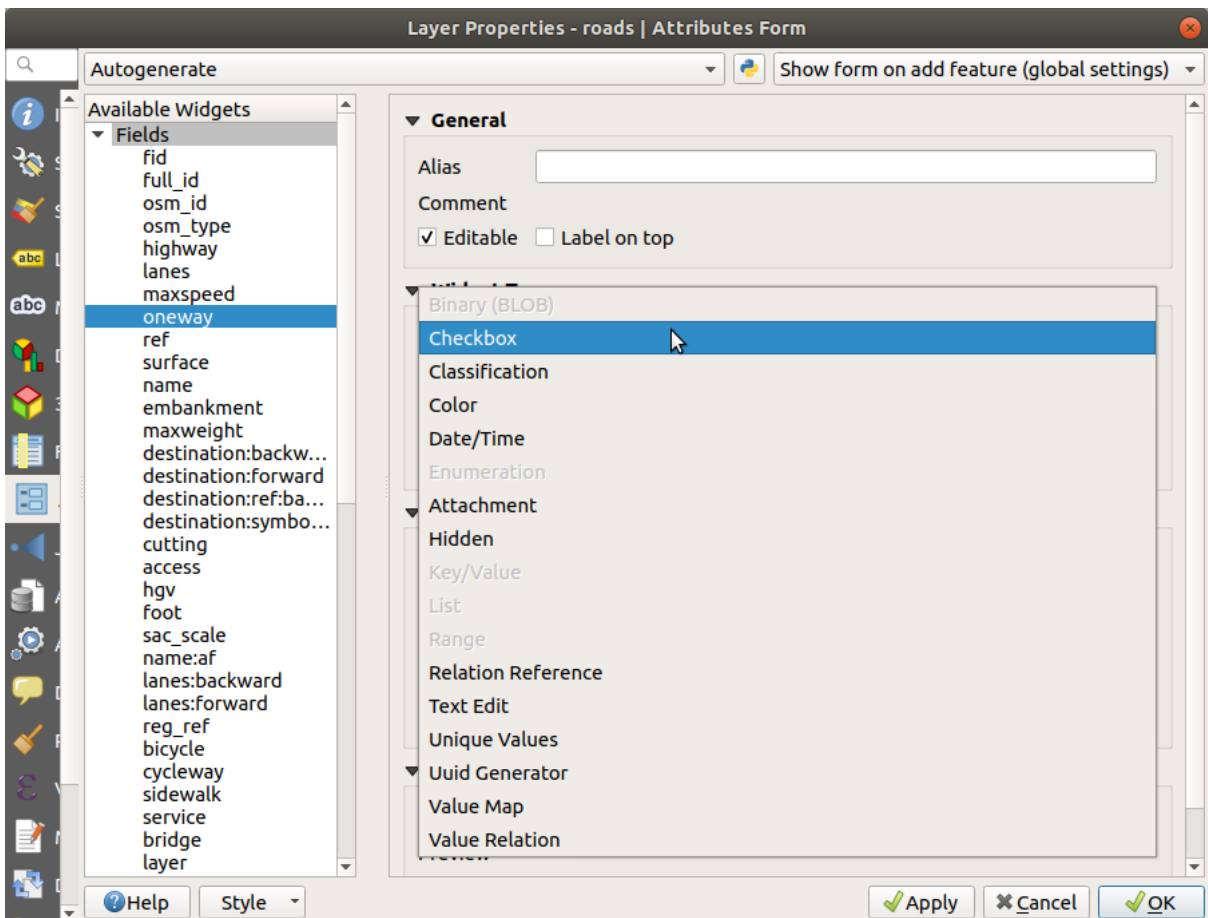 Layer Properties - roads | Attributes Form
Autogenerate
Show form on add feature (global settings)
Available Widgets
Fields
fid
full_id
osm_id
osm_type
highway
lanes
maxspeed
oneway
ref
surface
name
embankment
maxweight
destination:backw...
destination:forward
destination:ref:ba...
destination:symbo...
cutting
access
hgv
foot
sac_scale
name:af
lanes:backward
lanes:forward
reg_ref
bicycle
cycleway
sidewalk
service
bridge
layer
General
Alias
Comment
Editable
Label on top
Binary (BLOB)
Checkbox
Classification
Color
Date/Time
Enumeration
Attachment
Hidden
Key/Value
List
Range
Relation Reference
Text Edit
Unique Values
Uuid Generator
Value Map
Value Relation
abc
abc
Help
Style
Apply
Cancel
OK